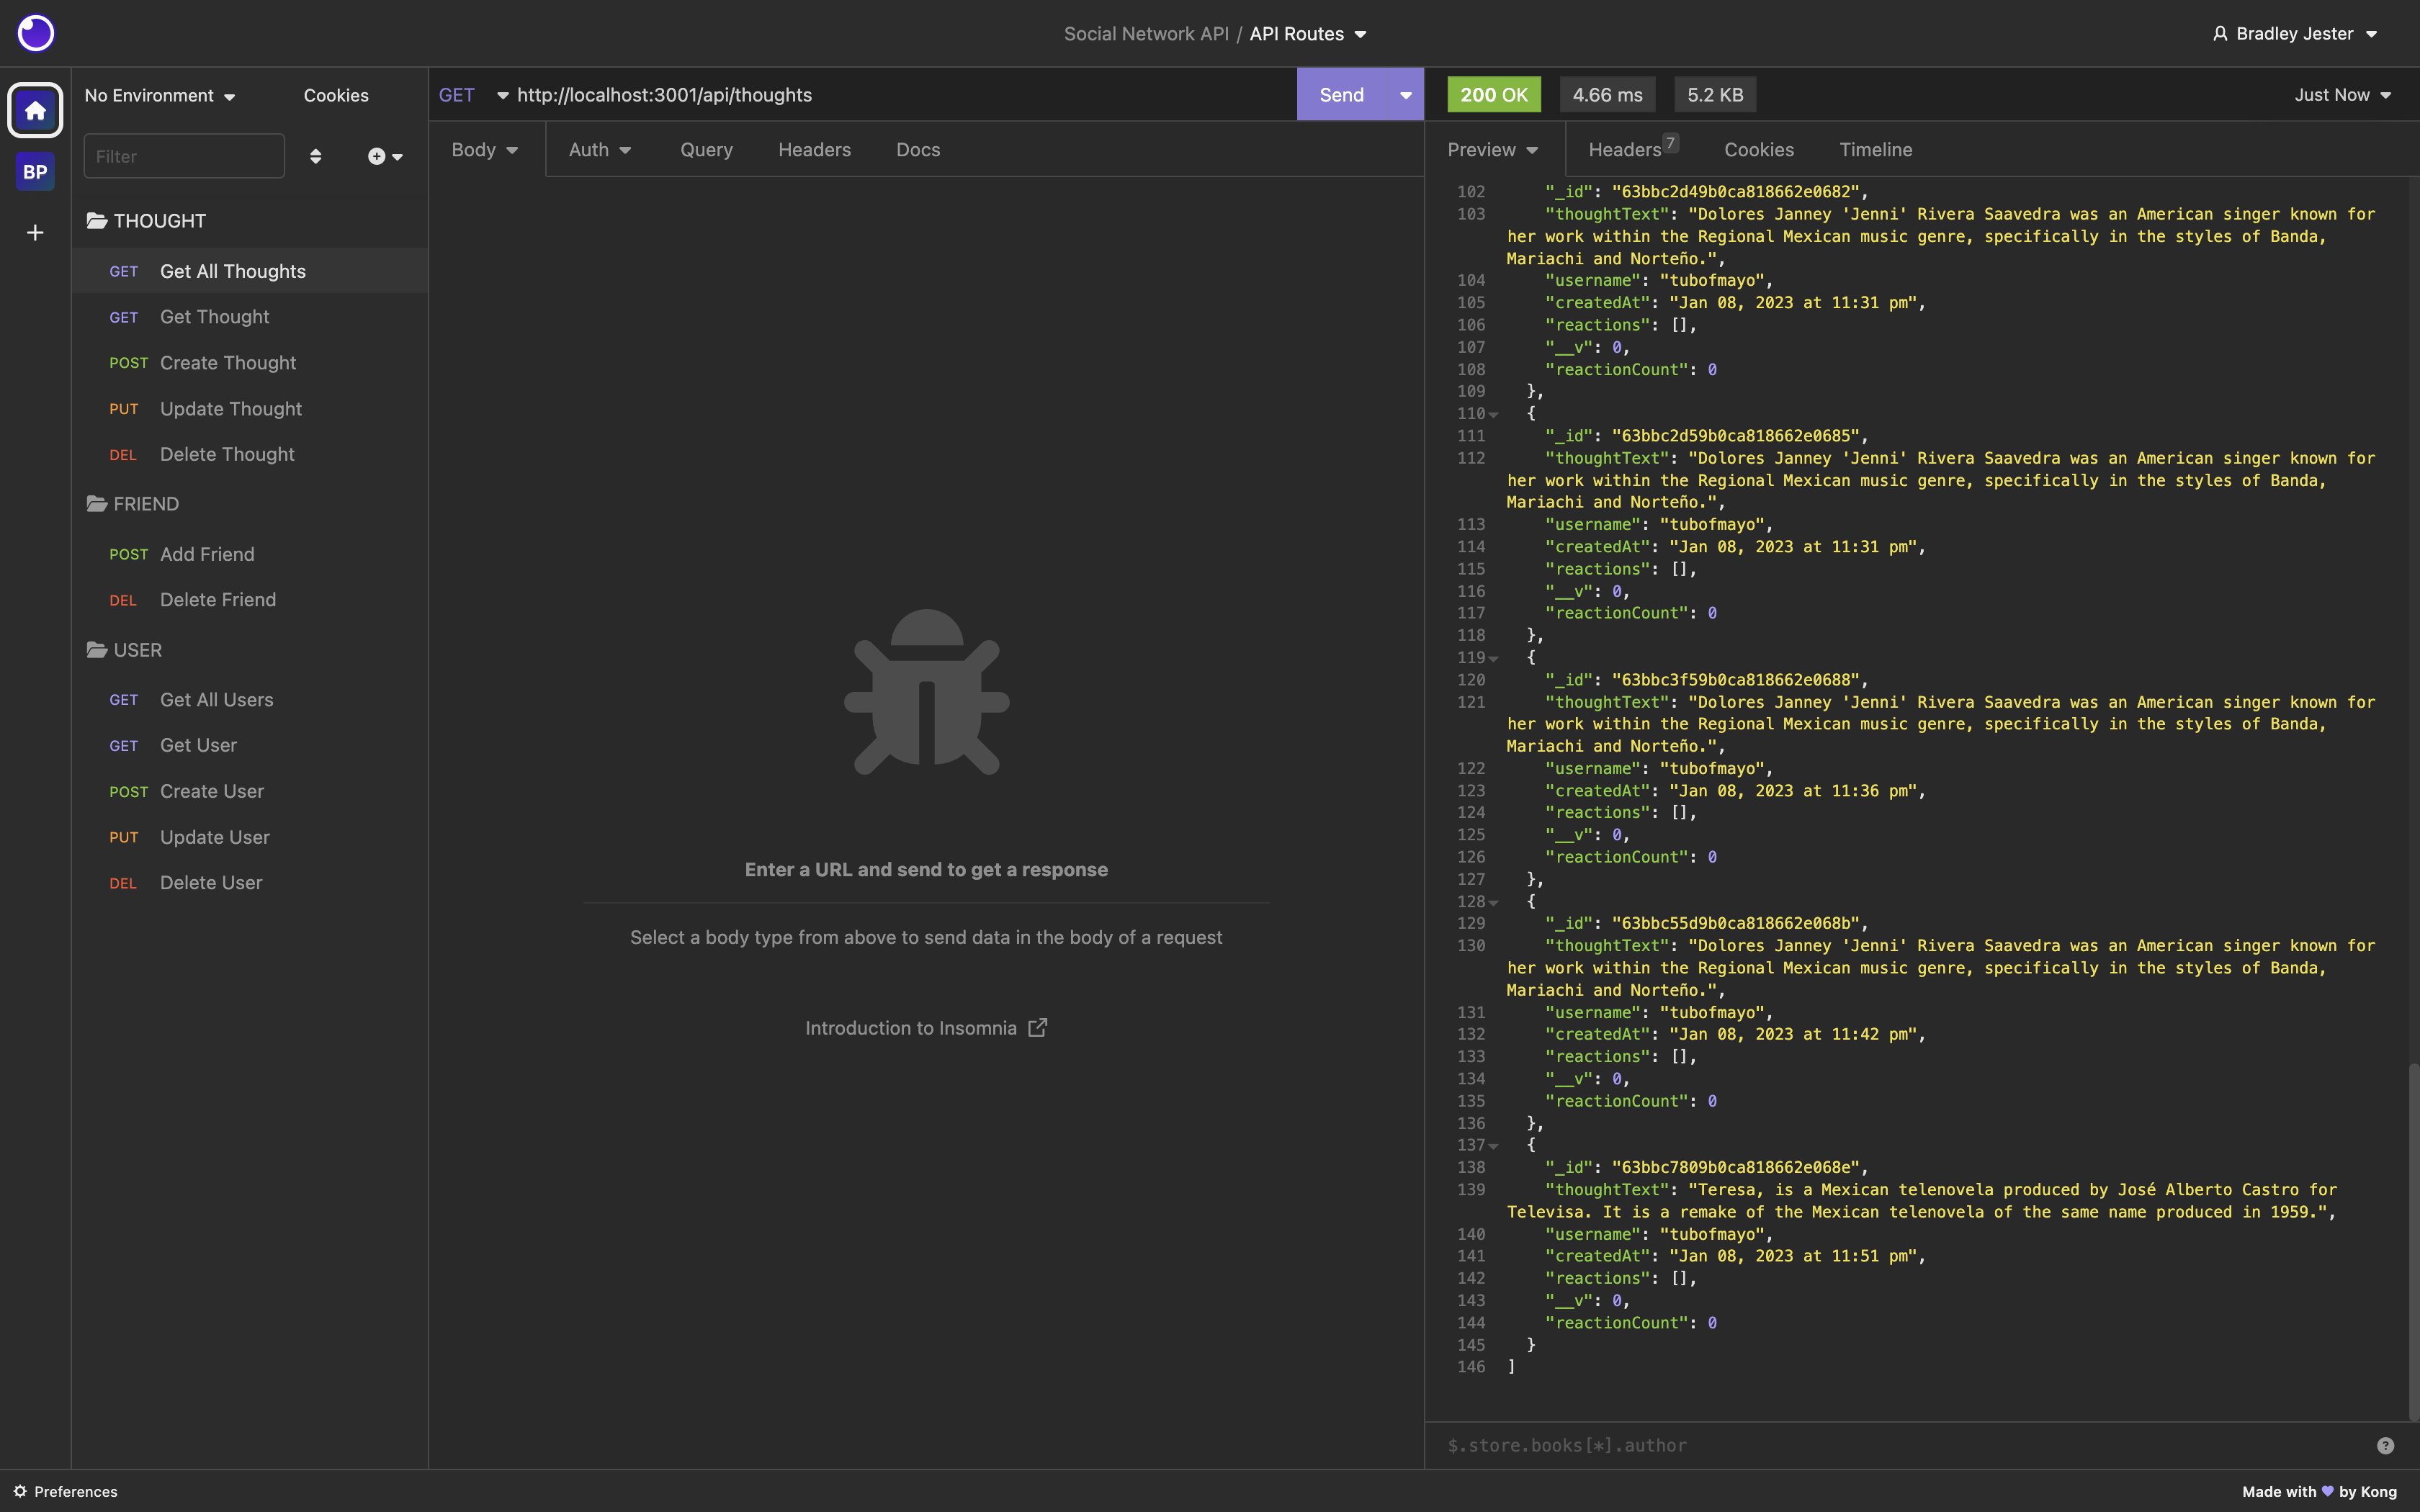 Social Network API / API Routes
Bradley Jester
No Environment
Cookies
GET http://localhost:3001/api/thoughts
Send
200 OK
4.66 ms
5.2 KB
Just Now
BP
Filter
Body
Auth
Query
Headers
Docs
Preview
Headers 7
Cookies
Timeline
THOUGHT
GET Get All Thoughts
GET Get Thought
POST Create Thought
PUT Update Thought
DEL Delete Thought
FRIEND
POST Add Friend
DEL Delete Friend
USER
GET Get All Users
GET Get User
POST Create User
PUT Update User
DEL Delete User
Enter a URL and send to get a response
Select a body type from above to send data in the body of a request
Introduction to Insomnia
102 "_id": "63bbc2d49b0ca818662e0682",
103 "thoughtText": "Dolores Janney 'Jenni' Rivera Saavedra was an American singer known for
her work within the Regional Mexican music genre, specifically in the styles of Banda,
Mariachi and Norteño.",
104 "username": "tubofmayo",
105 "createdAt": "Jan 08, 2023 at 11:31 pm",
106 "reactions": [],
107 "__v": 0,
108 "reactionCount": 0
109 },
110 {
111 "_id": "63bbc2d59b0ca818662e0685",
112 "thoughtText": "Dolores Janney 'Jenni' Rivera Saavedra was an American singer known for
her work within the Regional Mexican music genre, specifically in the styles of Banda,
Mariachi and Norteño.",
113 "username": "tubofmayo",
114 "createdAt": "Jan 08, 2023 at 11:31 pm",
115 "reactions": [],
116 "__v": 0,
117 "reactionCount": 0
118 },
119 {
120 "_id": "63bbc3f59b0ca818662e0688",
121 "thoughtText": "Dolores Janney 'Jenni' Rivera Saavedra was an American singer known for
her work within the Regional Mexican music genre, specifically in the styles of Banda,
Mariachi and Norteño.",
122 "username": "tubofmayo",
123 "createdAt": "Jan 08, 2023 at 11:36 pm",
124 "reactions": [],
125 "__v": 0,
126 "reactionCount": 0
127 },
128 {
129 "_id": "63bbc55d9b0ca818662e068b",
130 "thoughtText": "Dolores Janney 'Jenni' Rivera Saavedra was an American singer known for
her work within the Regional Mexican music genre, specifically in the styles of Banda,
Mariachi and Norteño.",
131 "username": "tubofmayo",
132 "createdAt": "Jan 08, 2023 at 11:42 pm",
133 "reactions": [],
134 "__v": 0,
135 "reactionCount": 0
136 },
137 {
138 "_id": "63bbc7809b0ca818662e068e",
139 "thoughtText": "Teresa, is a Mexican telenovela produced by José Alberto Castro for
Televisa. It is a remake of the Mexican telenovela of the same name produced in 1959.",
140 "username": "tubofmayo",
141 "createdAt": "Jan 08, 2023 at 11:51 pm",
142 "reactions": [],
143 "__v": 0,
144 "reactionCount": 0
145 }
146 ]
$.store.books[*].author
Preferences
Made with 💜 by Kong